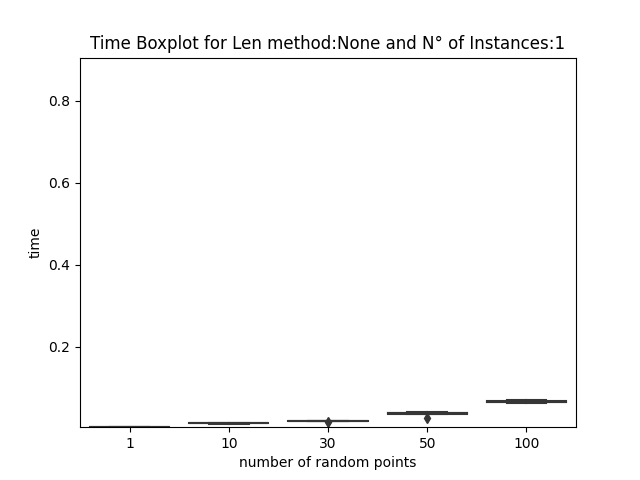 Time Boxplot for Len method:None and N° of Instances:1
0.8
0.6
0.4
0.2
time
1 10 30 50 100
number of random points